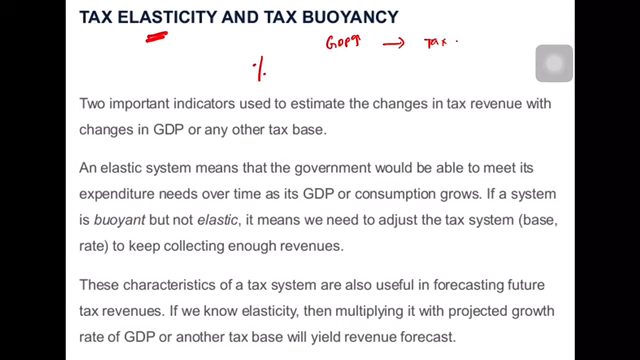 TAX ELASTICITY AND TAX BUOYANCY
GDP↑ → Tax
%
Two important indicators used to estimate the changes in tax revenue with
changes in GDP or any other tax base.
An elastic system means that the government would be able to meet its
expenditure needs over time as its GDP or consumption grows. If a system
is buoyant but not elastic, it means we need to adjust the tax system (base,
rate) to keep collecting enough revenues.
These characteristics of a tax system are also useful in forecasting future
tax revenues. If we know elasticity, then multiplying it with projected growth
rate of GDP or another tax base will yield revenue forecast.